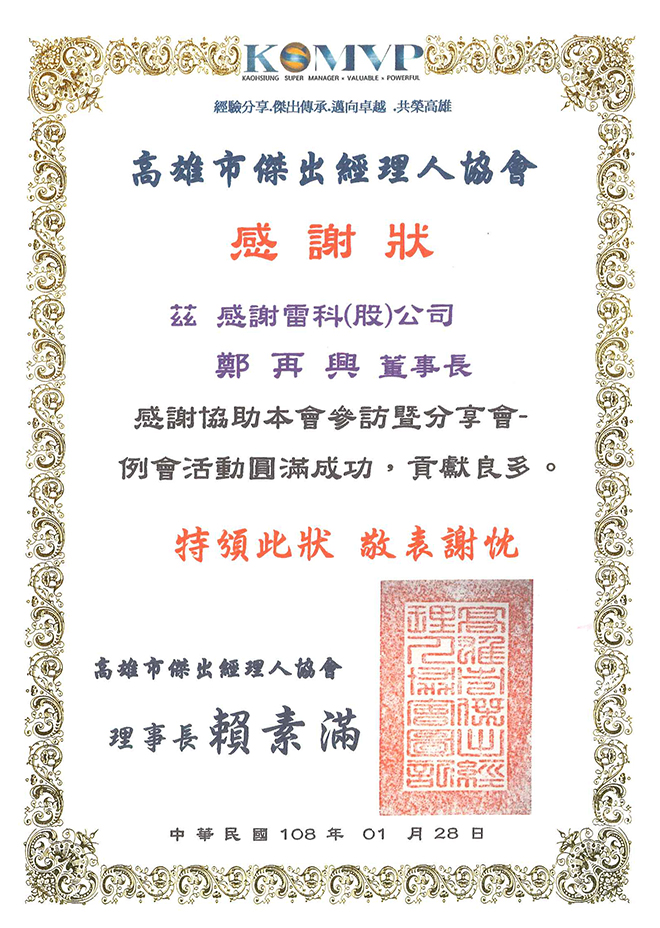 KSMVP
KAOHSIUNG SUPER MANAGER • VALUABLE • POWERFUL
經驗分享.傑出傳承.邁向卓越 .共榮高雄
高雄市傑出經理人協會
感謝狀
茲 感謝雷科(股)公司
鄭再興 董事長
感謝協助本會參訪暨分享會-
例會活動圓滿成功，貢獻良多。
特頒此狀 敬表謝忱
高雄市傑出經
理人協會圖記
高雄市傑出經理人協會
理事長 賴素滿
中華民國 108 年 01 月 28 日